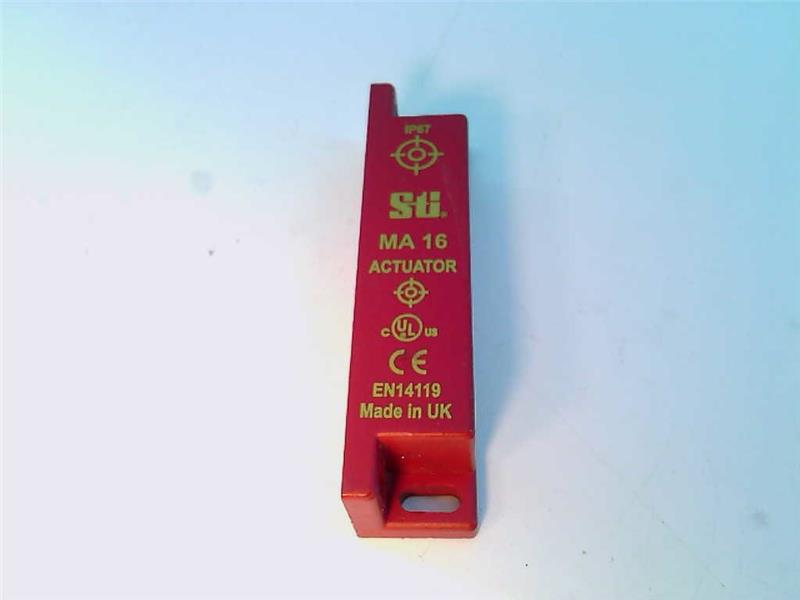 IP67
Sti®
MA 16
ACTUATOR
C UL US
CE
EN14119
Made in UK